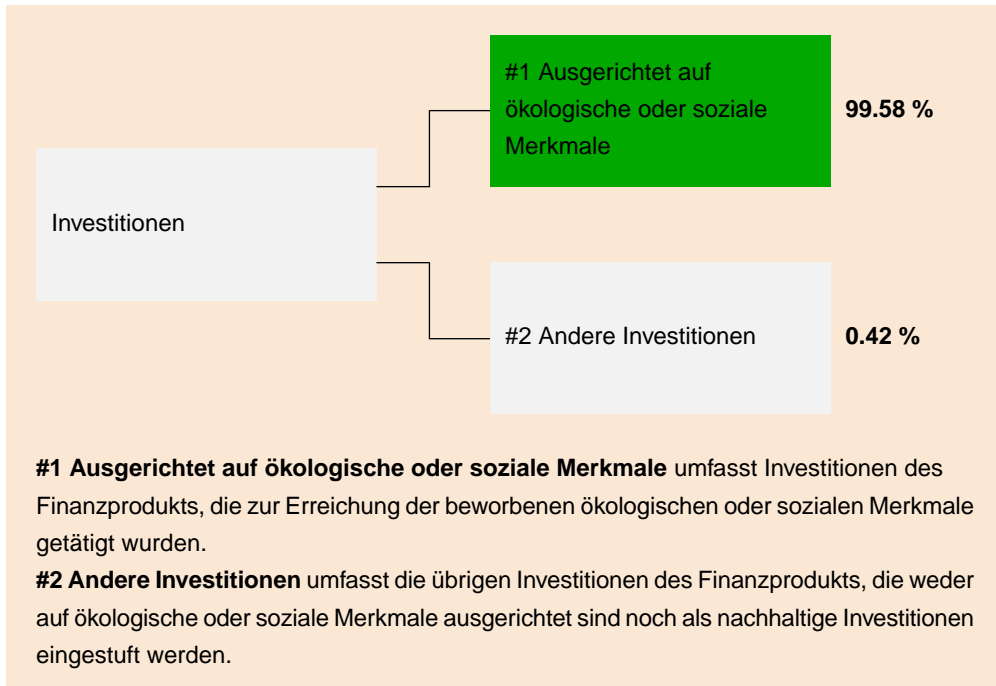 #1 Ausgerichtet auf
ökologische oder soziale
Merkmale
99.58 %
Investitionen
#2 Andere Investitionen
0.42 %
#1 Ausgerichtet auf ökologische oder soziale Merkmale umfasst Investitionen des
Finanzprodukts, die zur Erreichung der beworbenen ökologischen oder sozialen Merkmale
getätigt wurden.
#2 Andere Investitionen umfasst die übrigen Investitionen des Finanzprodukts, die weder
auf ökologische oder soziale Merkmale ausgerichtet sind noch als nachhaltige Investitionen
eingestuft werden.